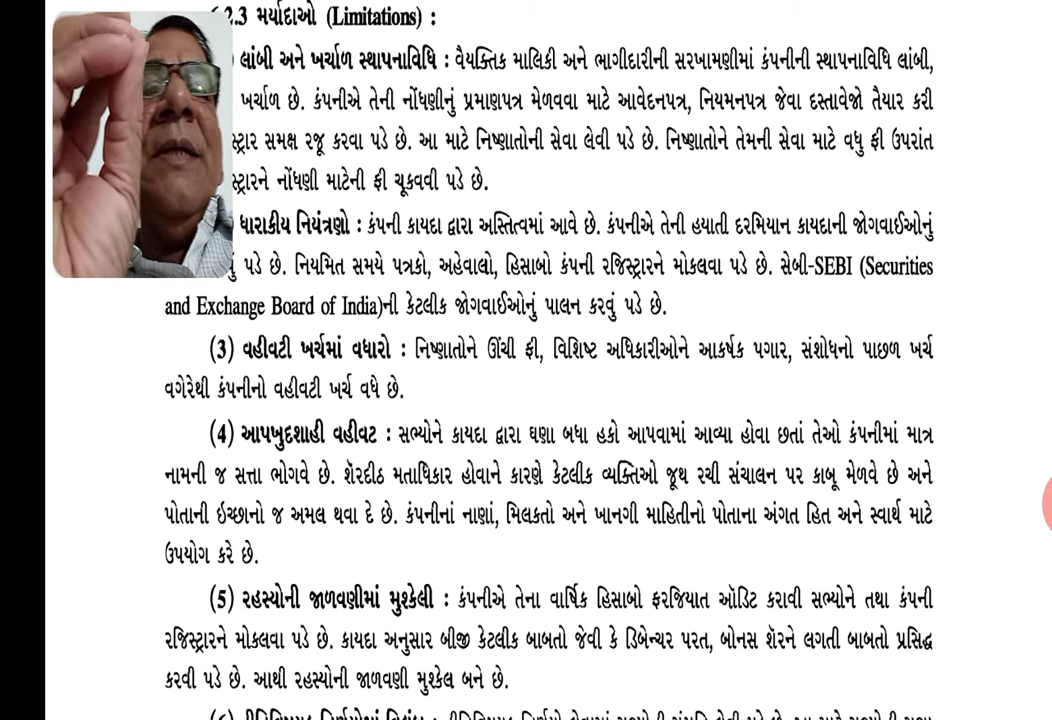 .2.3 મર્યાદાઓ (Limitations) :
લાંબી અને ખર્ચાળ સ્થાપનાવિધિ : વૈયક્તિક માલિકી અને ભાગીદારીની સરખામણીમાં કંપનીની સ્થાપનાવિધિ લાંબી,
ખર્ચાળ છે. કંપનીએ તેની નોંધણીનું પ્રમાણપત્ર મેળવવા માટે આવેદનપત્ર, નિયમનપત્ર જેવા દસ્તાવેજો તૈયાર કરી
સ્ટ્રાર સમક્ષ રજૂ કરવા પડે છે. આ માટે નિષ્ણાતોની સેવા લેવી પડે છે. નિષ્ણાતોને તેમની સેવા માટે વધુ ફી ઉપરાંત
સ્ટ્રારને નોંધણી માટેની ફી ચૂકવવી પડે છે.
ધારાકીય નિયંત્રણો : કંપની કાયદા દ્વારા અસ્તિત્વમાં આવે છે. કંપનીએ તેની હયાતી દરમિયાન કાયદાની જોગવાઈઓનું
પડે છે. નિયમિત સમયે પત્રકો, અહેવાલો, હિસાબો કંપની રજિસ્ટ્રારને મોકલવા પડે છે. સેબી-SEBI (Securities
and Exchange Board of India)ની કેટલીક જોગવાઈઓનું પાલન કરવું પડે છે.
(3) વહીવટી ખર્ચમાં વધારો : નિષ્ણાતોને ઊંચી ફી, વિશિષ્ટ અધિકારીઓને આકર્ષક પગાર, સંશોધનો પાછળ ખર્ચ
વગેરેથી કંપનીનો વહીવટી ખર્ચ વધે છે.
(4) આપખુદશાહી વહીવટ : સભ્યોને કાયદા દ્વારા ઘણા બધા હકો આપવામાં આવ્યા હોવા છતાં તેઓ કંપનીમાં માત્ર
નામની જ સત્તા ભોગવે છે. શૅરદીઠ મતાધિકાર હોવાને કારણે કેટલીક વ્યક્તિઓ જૂથ રચી સંચાલન પર કાબૂ મેળવે છે અને
પોતાની ઇચ્છાનો જ અમલ થવા દે છે. કંપનીનાં નાણાં, મિલકતો અને ખાનગી માહિતીનો પોતાના અંગત હિત અને સ્વાર્થ માટે
ઉપયોગ કરે છે.
(5) રહસ્યોની જાળવણીમાં મુશ્કેલી : કંપનીએ તેના વાર્ષિક હિસાબો ફરજિયાત ઑડિટ કરાવી સભ્યોને તથા કંપની
રજિસ્ટ્રારને મોકલવા પડે છે. કાયદા અનુસાર બીજી કેટલીક બાબતો જેવી કે ડિબેન્ચર પરત, બોનસ શૅરને લગતી બાબતો પ્રસિદ્ધ
કરવી પડે છે. આથી રહસ્યોની જાળવણી મુશ્કેલ બને છે.